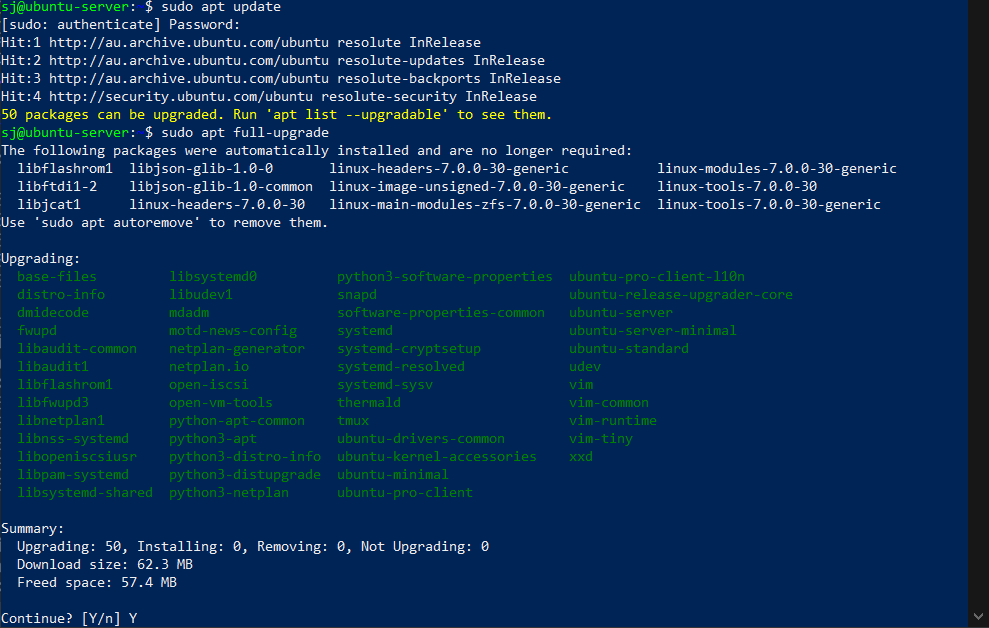 sj@ubuntu-server: $ sudo apt update
[sudo: authenticate] Password:
Hit:1 http://au.archive.ubuntu.com/ubuntu resolute InRelease
Hit:2 http://au.archive.ubuntu.com/ubuntu resolute-updates InRelease
Hit:3 http://au.archive.ubuntu.com/ubuntu resolute-backports InRelease
Hit:4 http://security.ubuntu.com/ubuntu resolute-security InRelease
50 packages can be upgraded. Run 'apt list --upgradable' to see them.
sj@ubuntu-server: $ sudo apt full-upgrade
The following packages were automatically installed and are no longer required:
  libflashrom1  libjson-glib-1.0-0       linux-headers-7.0.0-30-generic           linux-modules-7.0.0-30-generic
  libftdi1-2    libjson-glib-1.0-common  linux-image-unsigned-7.0.0-30-generic    linux-tools-7.0.0-30
  libjcat1      linux-headers-7.0.0-30   linux-main-modules-zfs-7.0.0-30-generic  linux-tools-7.0.0-30-generic
Use 'sudo apt autoremove' to remove them.

Upgrading:
  base-files         libsystemd0          python3-software-properties  ubuntu-pro-client-l10n
  distro-info        libudev1             snapd                        ubuntu-release-upgrader-core
  dmidecode          mdadm                software-properties-common   ubuntu-server
  fwupd              motd-news-config     systemd                      ubuntu-server-minimal
  libaudit-common    netplan-generator    systemd-cryptsetup           ubuntu-standard
  libaudit1          netplan.io           systemd-resolved             udev
  libflashrom1       open-iscsi           systemd-sysv                 vim
  libfwupd3          open-vm-tools        thermald                     vim-common
  libnetplan1        python-apt-common    tmux                         vim-runtime
  libnss-systemd     python3-apt          ubuntu-drivers-common        vim-tiny
  libopeniscsiusr    python3-distro-info  ubuntu-kernel-accessories    xxd
  libpam-systemd     python3-distupgrade  ubuntu-minimal
  libsystemd-shared  python3-netplan      ubuntu-pro-client

Summary:
  Upgrading: 50, Installing: 0, Removing: 0, Not Upgrading: 0
  Download size: 62.3 MB
  Freed space: 57.4 MB

Continue? [Y/n] Y